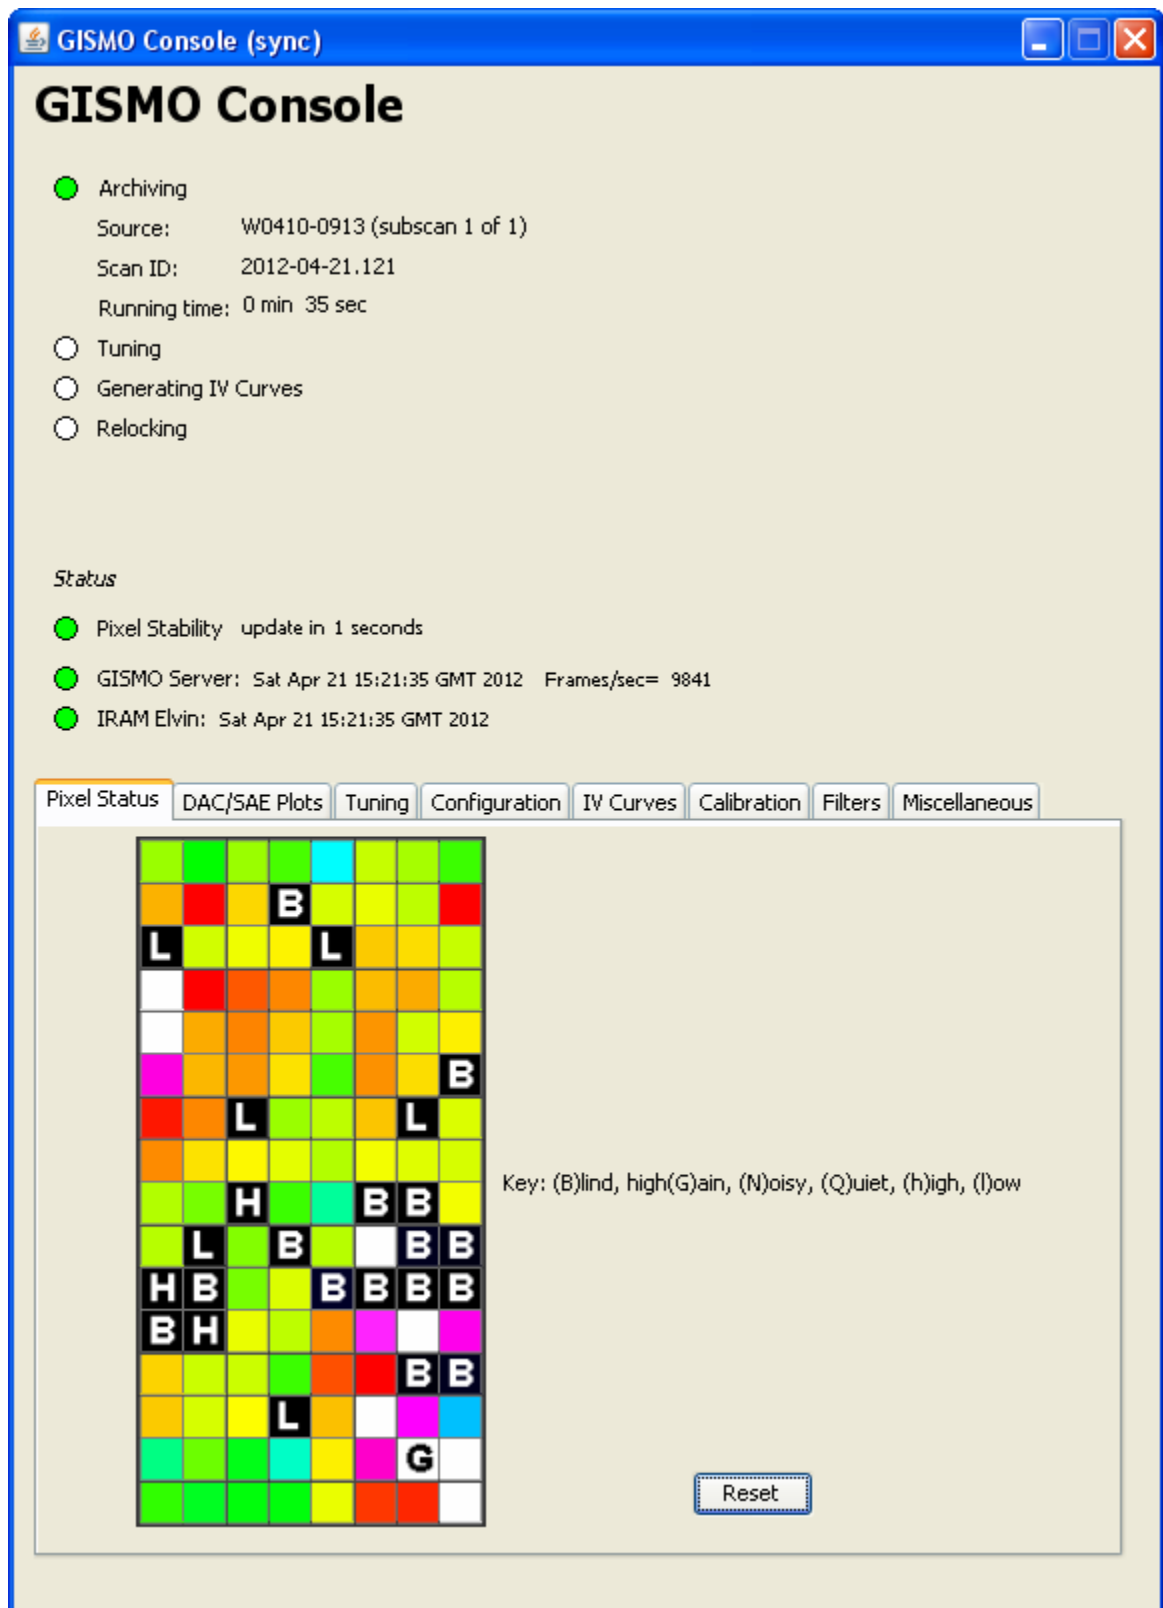 GISMO Console (sync)
GISMO Console
Archiving
Source: W0410-0913 (subscan 1 of 1)
Scan ID: 2012-04-21.121
Running time: 0 min 35 sec
Tuning
Generating IV Curves
Relocking
Status
Pixel Stability update in 1 seconds
GISMO Server: Sat Apr 21 15:21:35 GMT 2012 Frames/sec= 9841
IRAM Elvin: Sat Apr 21 15:21:35 GMT 2012
Pixel Status DAC/SAE Plots Tuning Configuration IV Curves Calibration Filters Miscellaneous
B
L L
B
L L
Key: (B)lind, high(G)ain, (N)oisy, (Q)uiet, (h)igh, (l)ow
H B B
L B B B
H B B B B B
B H
B B
L
G
Reset